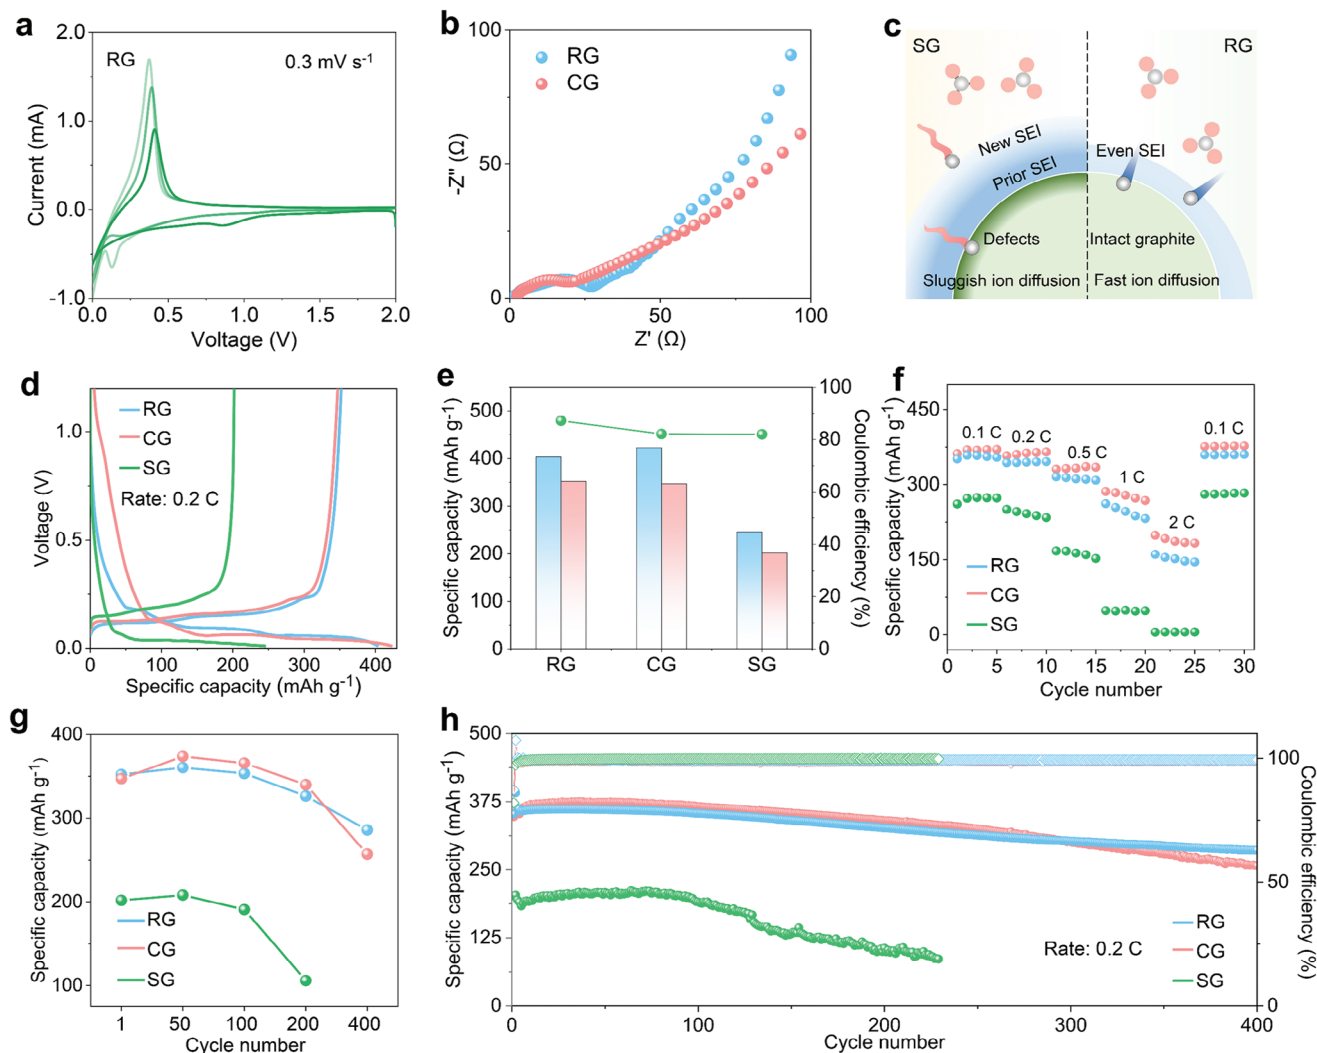 a
RG
0.3 mV s⁻¹
2.0
1.0
0.0
-1.0
Current (mA)
0.0
0.5
1.0
1.5
2.0
Voltage (V)
b
RG
CG
100
50
0
-Z'' (Ω)
0
50
100
Z' (Ω)
c
SG
RG
New SEI
Prior SEI
Even SEI
Defects
Intact graphite
Sluggish ion diffusion
Fast ion diffusion
d
RG
CG
SG
Rate: 0.2 C
1.0
0.5
0.0
Voltage (V)
0
100
200
300
400
Specific capacity (mAh g⁻¹)
e
500
400
300
200
100
0
Specific capacity (mAh g⁻¹)
RG
CG
SG
100
80
60
40
20
0
Coulombic efficiency (%)
f
450
300
150
0
Specific capacity (mAh g⁻¹)
0.1 C
0.2 C
0.5 C
1 C
2 C
0.1 C
RG
CG
SG
0
5
10
15
20
25
30
Cycle number
g
400
300
200
100
Specific capacity (mAh g⁻¹)
RG
CG
SG
1
50
100
200
400
Cycle number
h
500
375
250
125
0
Specific capacity (mAh g⁻¹)
Rate: 0.2 C
RG
CG
SG
100
50
0
Coulombic efficiency (%)
0
100
200
300
400
Cycle number